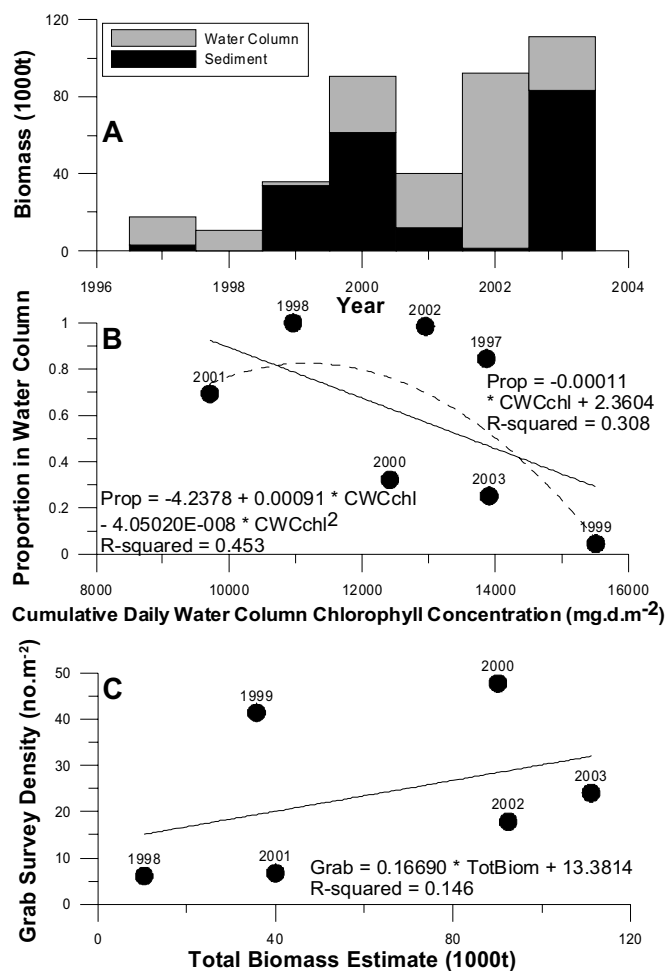 120
Water Column
Sediment
80
40
0
Biomass (1000t)
A
1996 1998 2000 2002 2004
Year
B
1
0.8
0.6
0.4
0.2
0
Proportion in Water Column
1998
2002
1997
2001
2000
2003
1999
Prop = -0.00011
* CWCchl + 2.3604
R-squared = 0.308
Prop = -4.2378 + 0.00091 * CWCchl
- 4.05020E-008 * CWCchl2
R-squared = 0.453
8000 10000 12000 14000 16000
Cumulative Daily Water Column Chlorophyll Concentration (mg.d.m-2)
C
50
40
30
20
10
0
Grab Survey Density (no.m-2)
2000
1999
2003
2002
1998
2001
Grab = 0.16690 * TotBiom + 13.3814
R-squared = 0.146
0 40 80 120
Total Biomass Estimate (1000t)